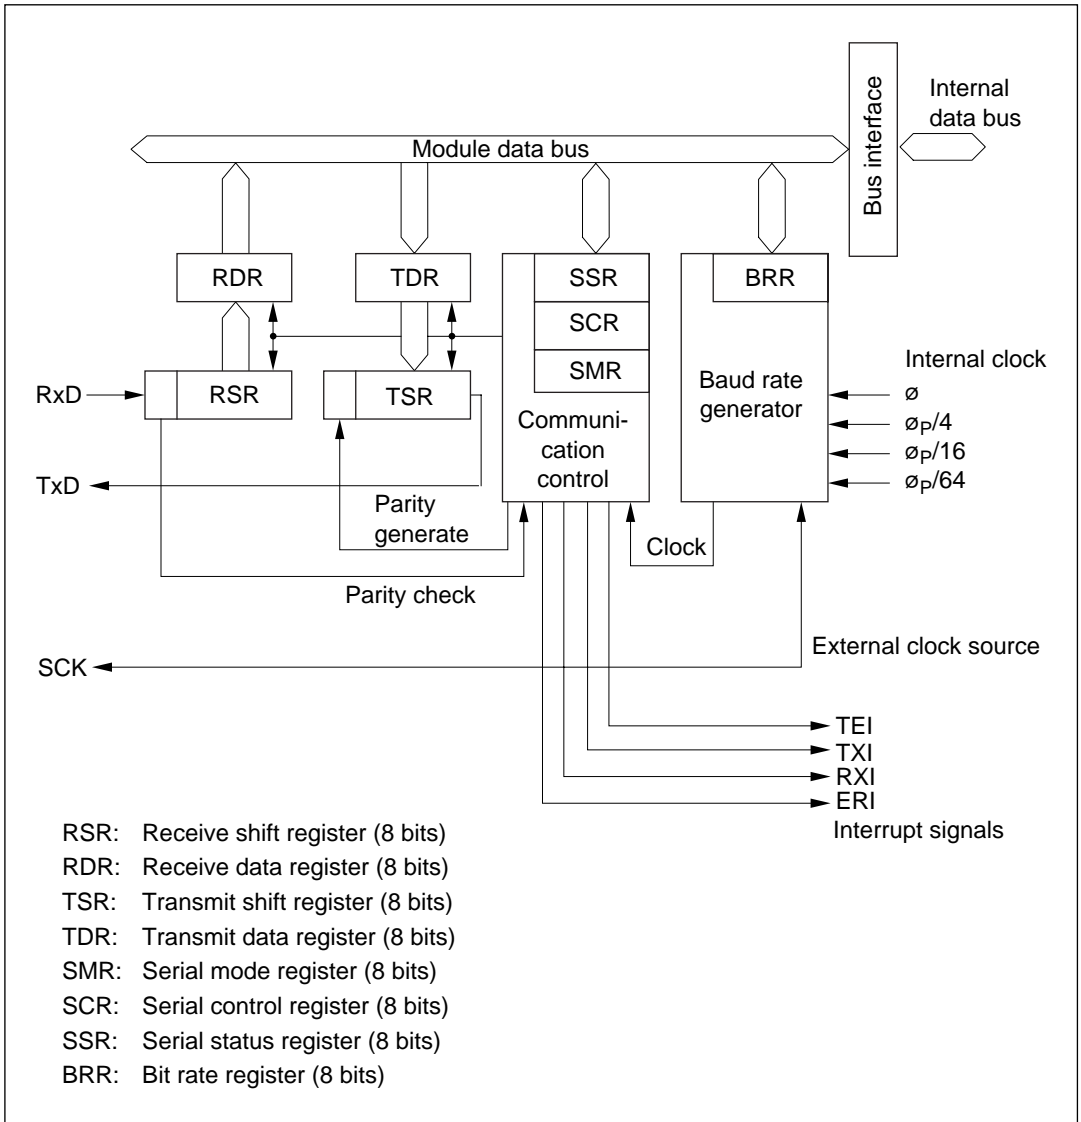 Internal
data bus
Bus interface
Module data bus
RDR
TDR
SSR
BRR
SCR
SMR
RxD
RSR
TSR
Communi-
cation
control
Baud rate
generator
Internal clock
ø
øP/4
øP/16
øP/64
TxD
Parity
generate
Clock
Parity check
External clock source
SCK
TEI
TXI
RXI
ERI
Interrupt signals
RSR: Receive shift register (8 bits)
RDR: Receive data register (8 bits)
TSR: Transmit shift register (8 bits)
TDR: Transmit data register (8 bits)
SMR: Serial mode register (8 bits)
SCR: Serial control register (8 bits)
SSR: Serial status register (8 bits)
BRR: Bit rate register (8 bits)